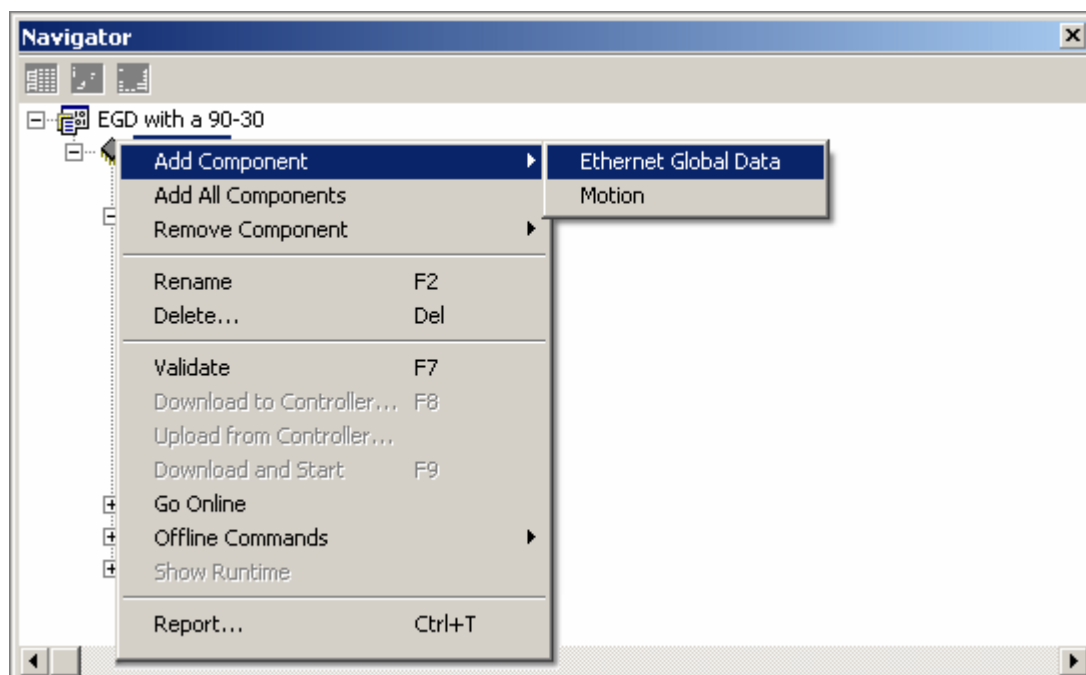 Navigator
EGD with a 90-30
Add Component Ethernet Global Data
Add All Components Motion
Remove Component
Rename F2
Delete... Del
Validate F7
Download to Controller... F8
Upload from Controller...
Download and Start F9
Go Online
Offline Commands
Show Runtime
Report... Ctrl+T